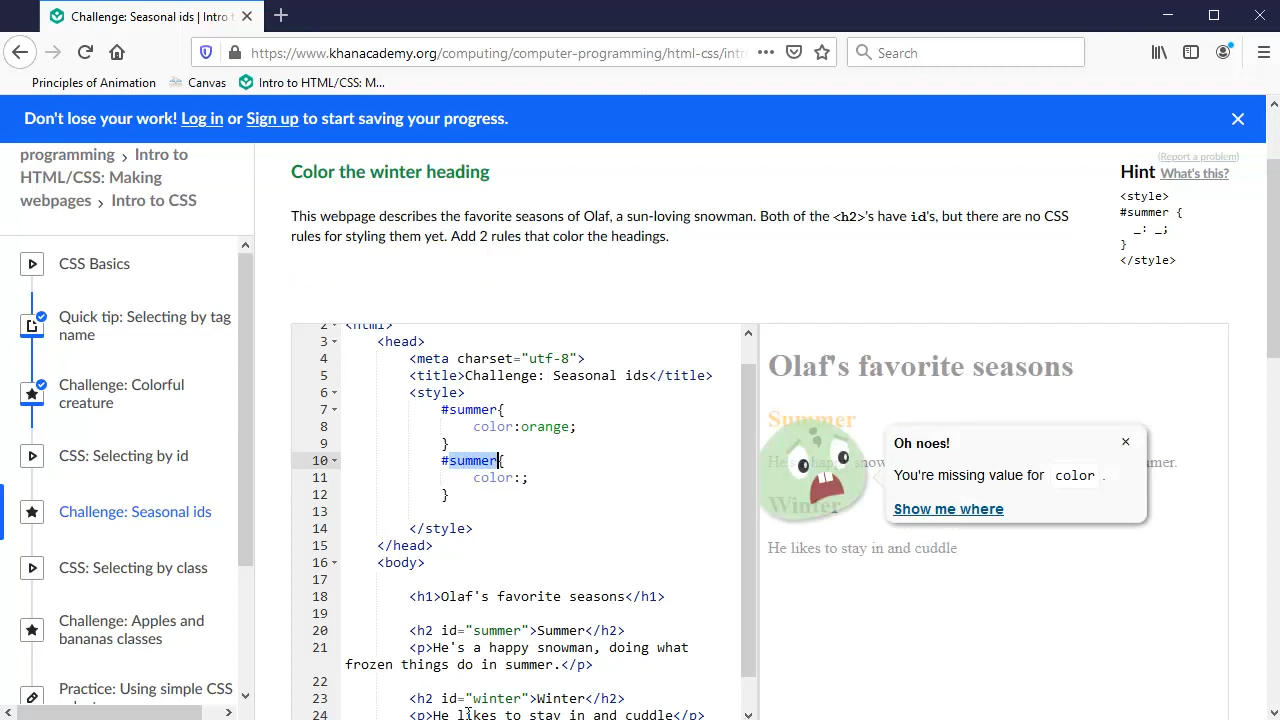 Challenge: Seasonal ids | Intro t
https://www.khanacademy.org/computing/computer-programming/html-css/intr
Search
Principles of Animation
Canvas
Intro to HTML/CSS: M...
Don't lose your work! Log in or Sign up to start saving your progress.
programming > Intro to
HTML/CSS: Making
webpages > Intro to CSS
CSS Basics
Quick tip: Selecting by tag
name
Challenge: Colorful
creature
CSS: Selecting by id
Challenge: Seasonal ids
CSS: Selecting by class
Challenge: Apples and
bananas classes
Practice: Using simple CSS
Color the winter heading
This webpage describes the favorite seasons of Olaf, a sun-loving snowman. Both of the <h2>'s have id's, but there are no CSS
rules for styling them yet. Add 2 rules that color the headings.
(Report a problem)
Hint What's this?
<style>
#summer {
_: _;
}
</style>
2 <html>
3 <head>
4 <meta charset="utf-8">
5 <title>Challenge: Seasonal ids</title>
6 <style>
7 #summer{
8 color:orange;
9 }
10 #summer{
11 color:;
12 }
13
14 </style>
15 </head>
16 <body>
17
18 <h1>Olaf's favorite seasons</h1>
19
20 <h2 id="summer">Summer</h2>
21 <p>He's a happy snowman, doing what
frozen things do in summer.</p>
22
23 <h2 id="winter">Winter</h2>
24 <p>He likes to stay in and cuddle</p>
Olaf's favorite seasons
Summer
He's a happy snow
mer.
Winter
He likes to stay in and cuddle
Oh noes!
You're missing value for color .
Show me where